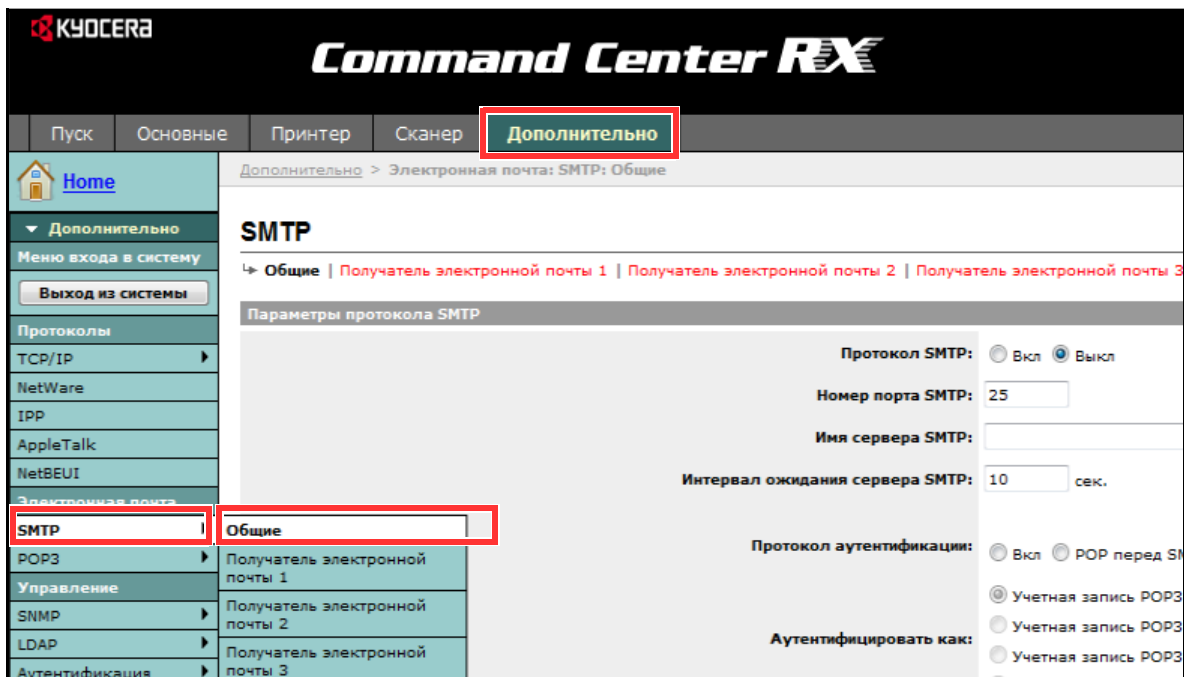 KYOCERA
Command Center RX
Пуск Основные Принтер Сканер Дополнительно
Home
Дополнительно > Электронная почта: SMTP: Общие
Дополнительно
Меню входа в систему
Выход из системы
Протоколы
TCP/IP
NetWare
IPP
AppleTalk
NetBEUI
Электронная почта
SMTP
POP3
Управление
SNMP
LDAP
Аутентификация
Общие
Получатель электронной
почты 1
Получатель электронной
почты 2
Получатель электронной
почты 3
SMTP
Общие | Получатель электронной почты 1 | Получатель электронной почты 2 | Получатель электронной почты 3
Параметры протокола SMTP
Протокол SMTP: Вкл Выкл
Номер порта SMTP: 25
Имя сервера SMTP:
Интервал ожидания сервера SMTP: 10 сек.
Протокол аутентификации: Вкл POP перед
Аутентифицировать как: Учетная запись POP3
Учетная запись POP3
Учетная запись POP3